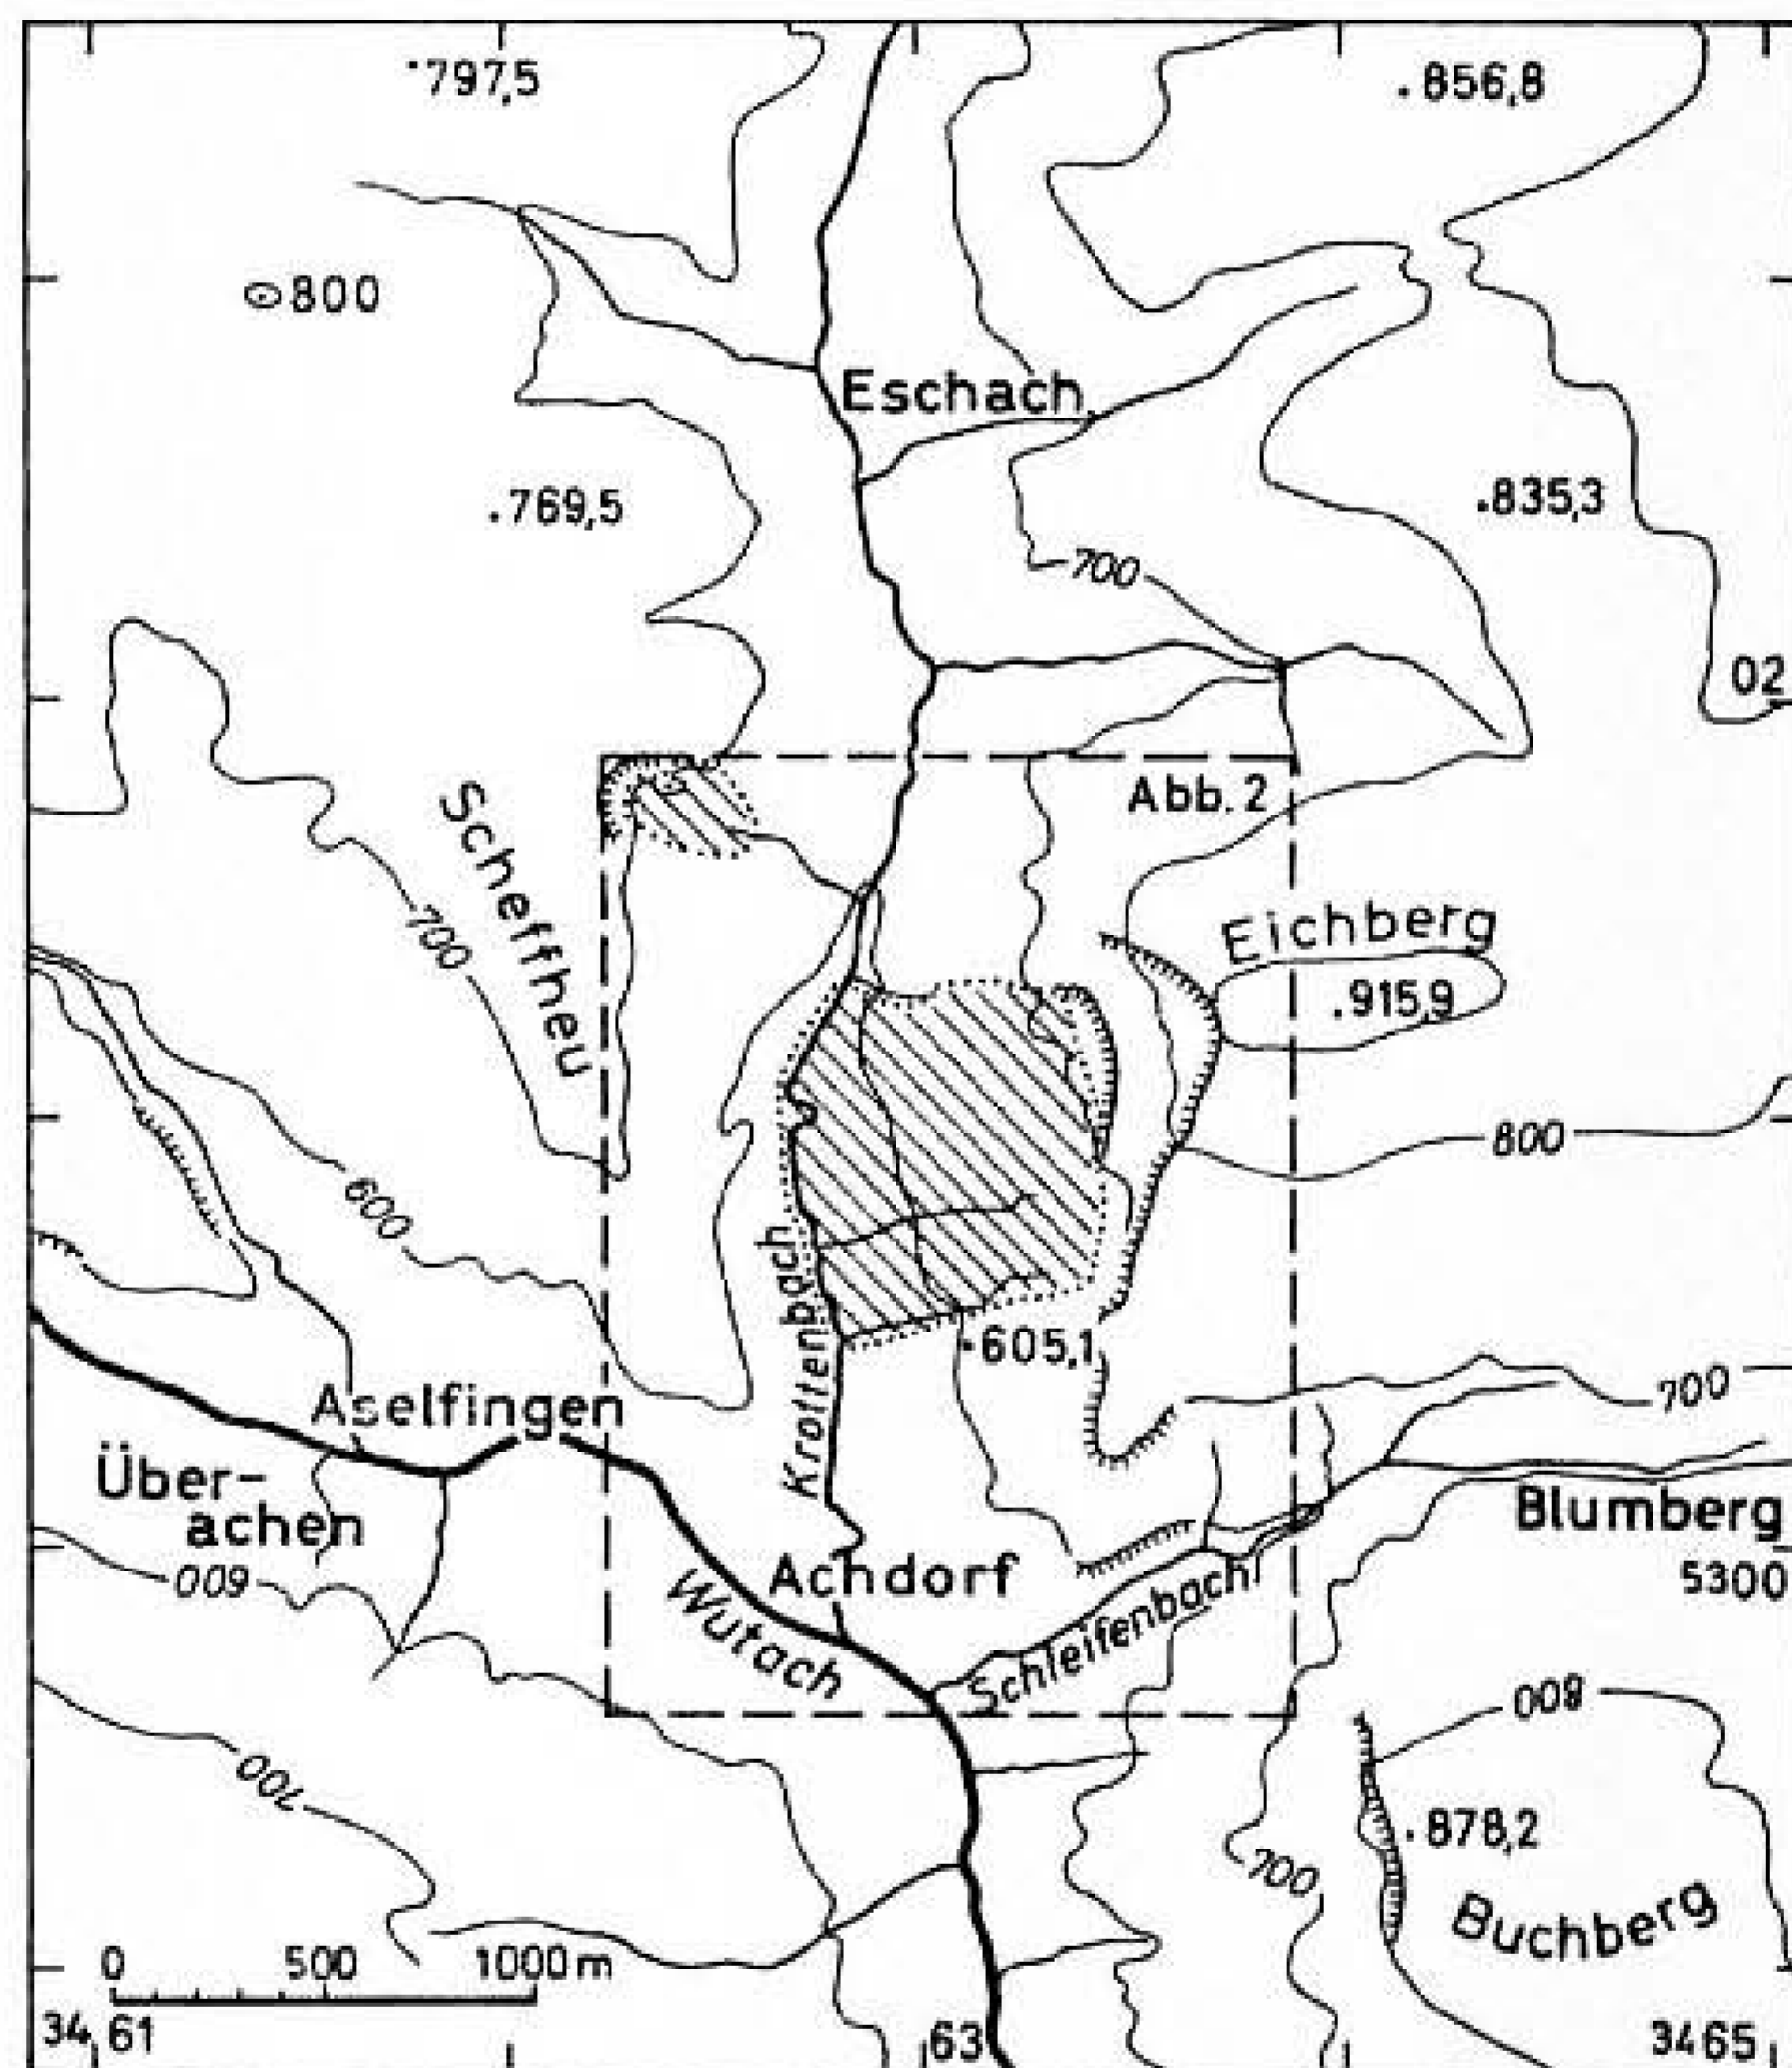 797,5
.856,8
800
Eschach
.769,5
.835,3
700
02
Abb. 2
Scheffheu
Eichberg
700
.915,9
800
600
Krottenbach
.605,1
700
Aselfingen
Über-
achen
Blumberg
600
Achdorf
5300
Wutach
Schleifenbach
800
700
.878,2
700
Buchberg
0 500 1000 m
34 61
63
3465